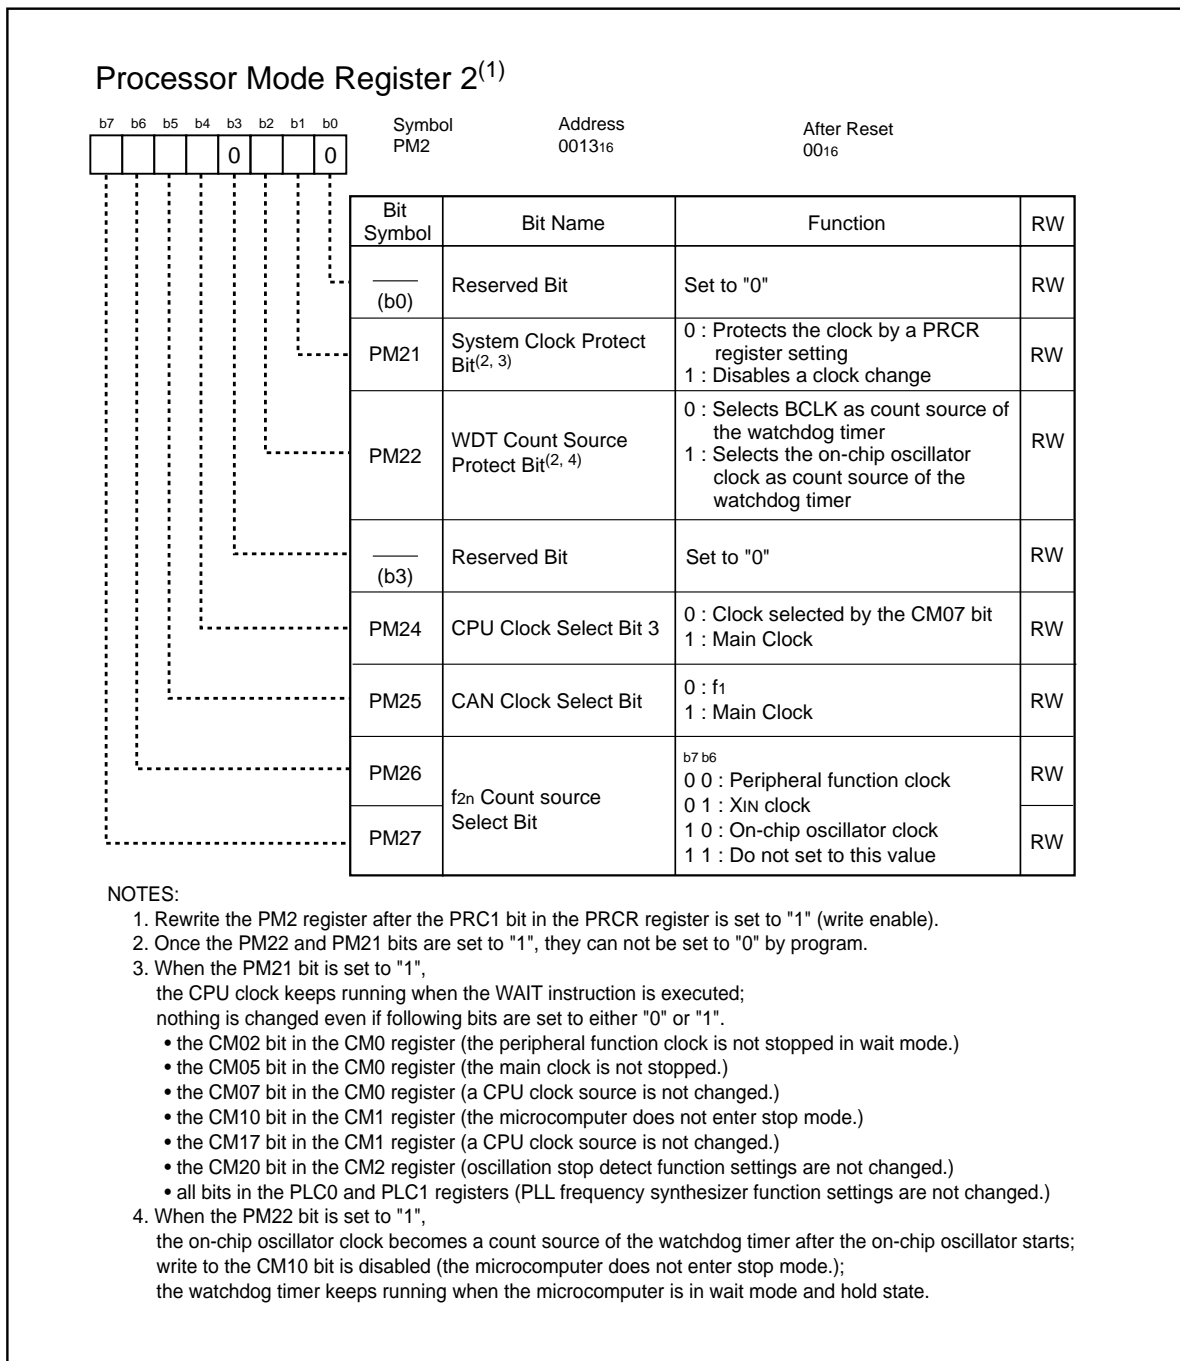 Processor Mode Register 2(1)
b7 b6 b5 b4 b3 b2 b1 b0
0 0
Symbol Address After Reset
PM2 001316 0016
Bit Symbol Bit Name Function RW
(b0) Reserved Bit Set to "0" RW
PM21 System Clock Protect Bit(2, 3) RW
0 : Protects the clock by a PRCR
register setting
1 : Disables a clock change
PM22 WDT Count Source Protect Bit(2, 4) RW
0 : Selects BCLK as count source of
the watchdog timer
1 : Selects the on-chip oscillator
clock as count source of the
watchdog timer
(b3) Reserved Bit Set to "0" RW
PM24 CPU Clock Select Bit 3 RW
0 : Clock selected by the CM07 bit
1 : Main Clock
PM25 CAN Clock Select Bit RW
0 : f1
1 : Main Clock
PM26 RW
PM27 RW
f2n Count source
Select Bit
b7 b6
0 0 : Peripheral function clock
0 1 : XIN clock
1 0 : On-chip oscillator clock
1 1 : Do not set to this value
NOTES:
1. Rewrite the PM2 register after the PRC1 bit in the PRCR register is set to "1" (write enable).
2. Once the PM22 and PM21 bits are set to "1", they can not be set to "0" by program.
3. When the PM21 bit is set to "1",
the CPU clock keeps running when the WAIT instruction is executed;
nothing is changed even if following bits are set to either "0" or "1".
• the CM02 bit in the CM0 register (the peripheral function clock is not stopped in wait mode.)
• the CM05 bit in the CM0 register (the main clock is not stopped.)
• the CM07 bit in the CM0 register (a CPU clock source is not changed.)
• the CM10 bit in the CM1 register (the microcomputer does not enter stop mode.)
• the CM17 bit in the CM1 register (a CPU clock source is not changed.)
• the CM20 bit in the CM2 register (oscillation stop detect function settings are not changed.)
• all bits in the PLC0 and PLC1 registers (PLL frequency synthesizer function settings are not changed.)
4. When the PM22 bit is set to "1",
the on-chip oscillator clock becomes a count source of the watchdog timer after the on-chip oscillator starts;
write to the CM10 bit is disabled (the microcomputer does not enter stop mode.);
the watchdog timer keeps running when the microcomputer is in wait mode and hold state.